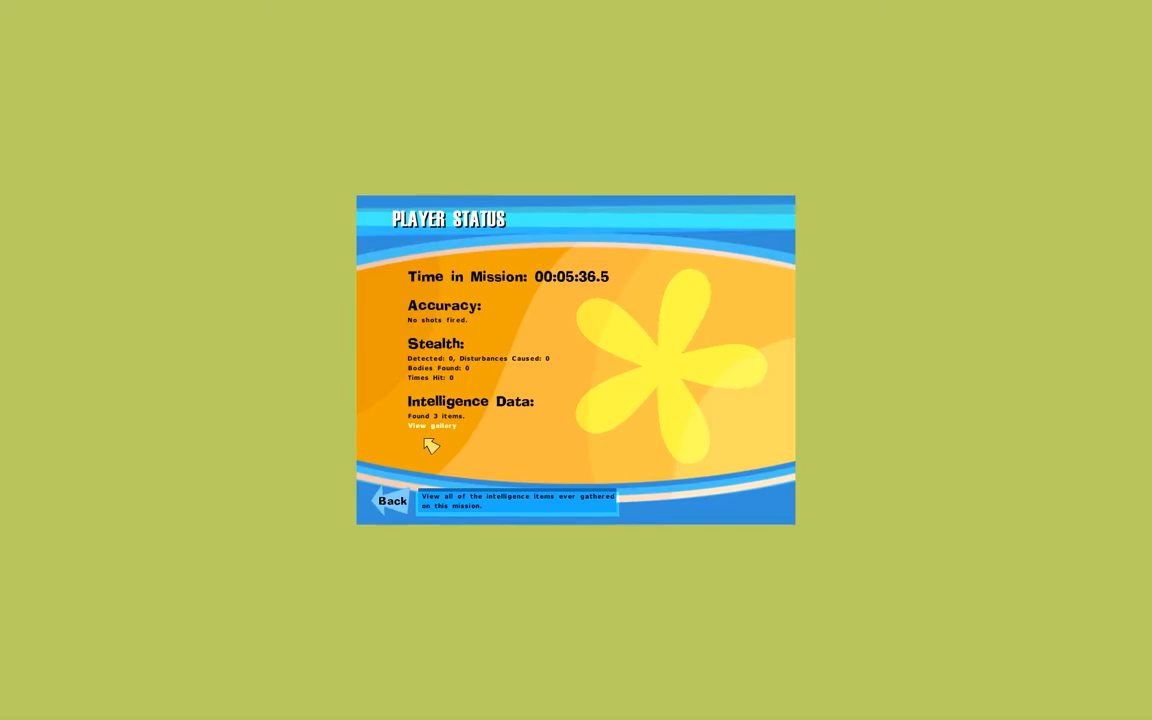 PLAYER STATUS
Time in Mission: 00:05:36.5
Accuracy:
No shots fired.
Stealth:
Detected: 0, Disturbances Caused: 0
Bodies Found: 0
Times Hit: 0
Intelligence Data:
Found 3 items.
View gallery
Back
View all of the intelligence items ever gathered
on this mission.